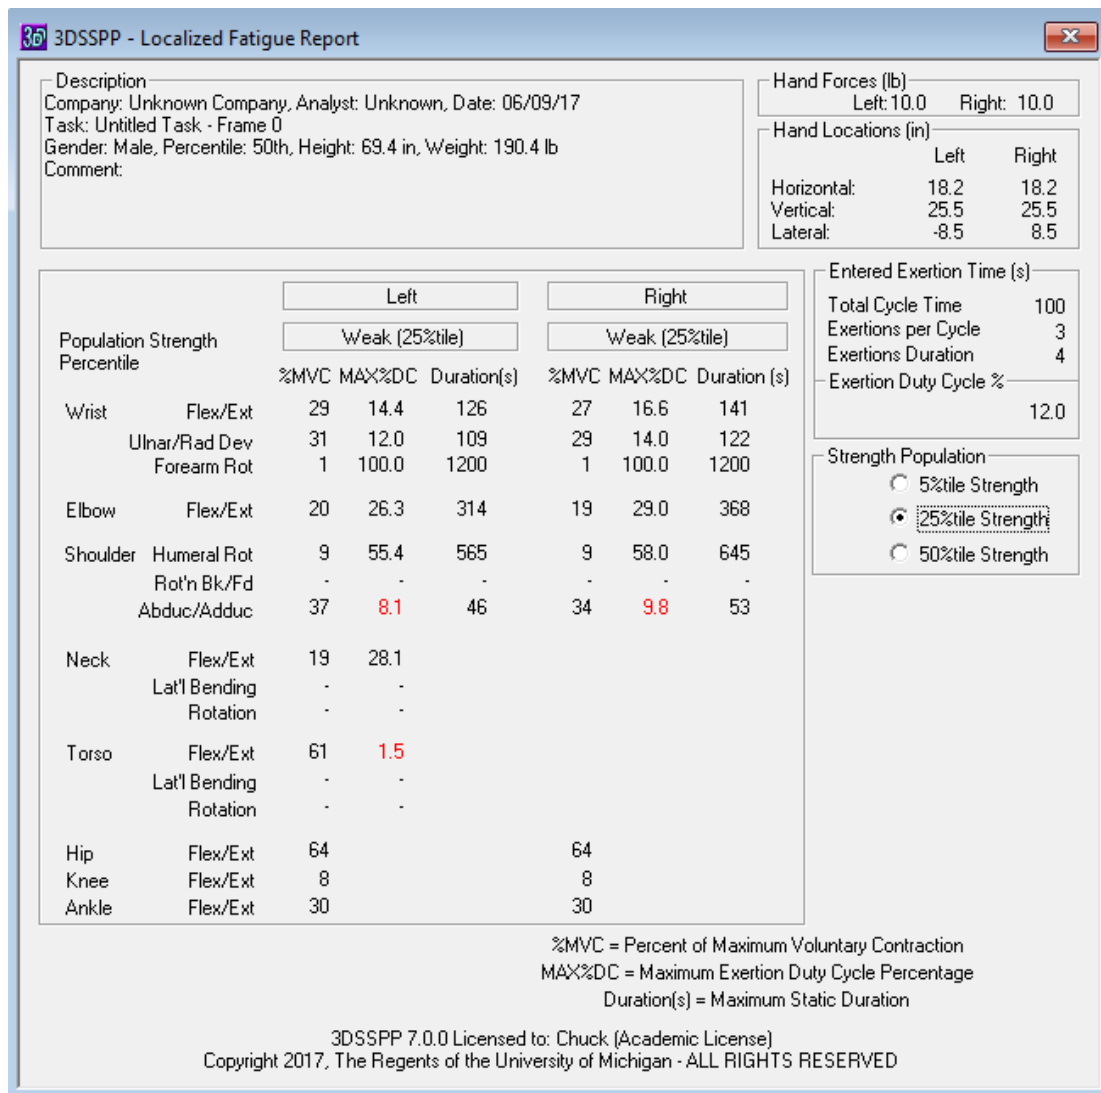 3DSSPP - Localized Fatigue Report
Description
Company: Unknown Company, Analyst: Unknown, Date: 06/09/17
Task: Untitled Task - Frame 0
Gender: Male, Percentile: 50th, Height: 69.4 in, Weight: 190.4 lb
Comment:
Hand Forces (lb)
Left: 10.0 Right: 10.0
Hand Locations (in)
Left Right
Horizontal: 18.2 18.2
Vertical: 25.5 25.5
Lateral: -8.5 8.5
Left Right
Population Strength Percentile
Weak (25%tile) Weak (25%tile)
%MVC MAX%DC Duration(s) %MVC MAX%DC Duration (s)
Wrist Flex/Ext 29 14.4 126 27 16.6 141
Ulnar/Rad Dev 31 12.0 109 29 14.0 122
Forearm Rot 1 100.0 1200 1 100.0 1200
Elbow Flex/Ext 20 26.3 314 19 29.0 368
Shoulder Humeral Rot 9 55.4 565 9 58.0 645
Rot'n Bk/Fd - - - - - -
Abduc/Adduc 37 8.1 46 34 9.8 53
Neck Flex/Ext 19 28.1
Lat'l Bending - -
Rotation - -
Torso Flex/Ext 61 1.5
Lat'l Bending - -
Rotation - -
Hip Flex/Ext 64 64
Knee Flex/Ext 8 8
Ankle Flex/Ext 30 30
Entered Exertion Time (s)
Total Cycle Time 100
Exertions per Cycle 3
Exertions Duration 4
Exertion Duty Cycle %
12.0
Strength Population
5%tile Strength
25%tile Strength
50%tile Strength
%MVC = Percent of Maximum Voluntary Contraction
MAX%DC = Maximum Exertion Duty Cycle Percentage
Duration(s) = Maximum Static Duration
3DSSPP 7.0.0 Licensed to: Chuck (Academic License)
Copyright 2017, The Regents of the University of Michigan - ALL RIGHTS RESERVED